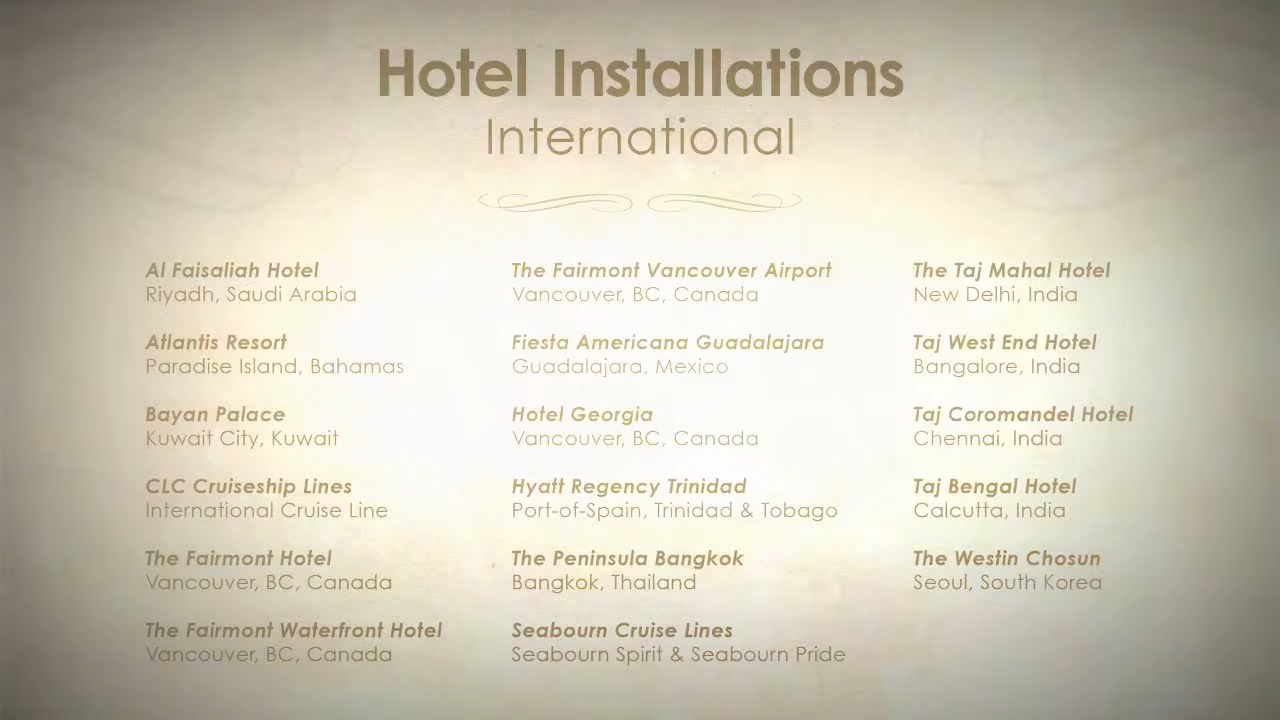 Hotel Installations
International
Al Faisaliah Hotel
Riyadh, Saudi Arabia
Atlantis Resort
Paradise Island, Bahamas
Bayan Palace
Kuwait City, Kuwait
CLC Cruiseship Lines
International Cruise Line
The Fairmont Hotel
Vancouver, BC, Canada
The Fairmont Waterfront Hotel
Vancouver, BC, Canada
The Fairmont Vancouver Airport
Vancouver, BC, Canada
Fiesta Americana Guadalajara
Guadalajara, Mexico
Hotel Georgia
Vancouver, BC, Canada
Hyatt Regency Trinidad
Port-of-Spain, Trinidad & Tobago
The Peninsula Bangkok
Bangkok, Thailand
Seabourn Cruise Lines
Seabourn Spirit & Seabourn Pride
The Taj Mahal Hotel
New Delhi, India
Taj West End Hotel
Bangalore, India
Taj Coromandel Hotel
Chennai, India
Taj Bengal Hotel
Calcutta, India
The Westin Chosun
Seoul, South Korea